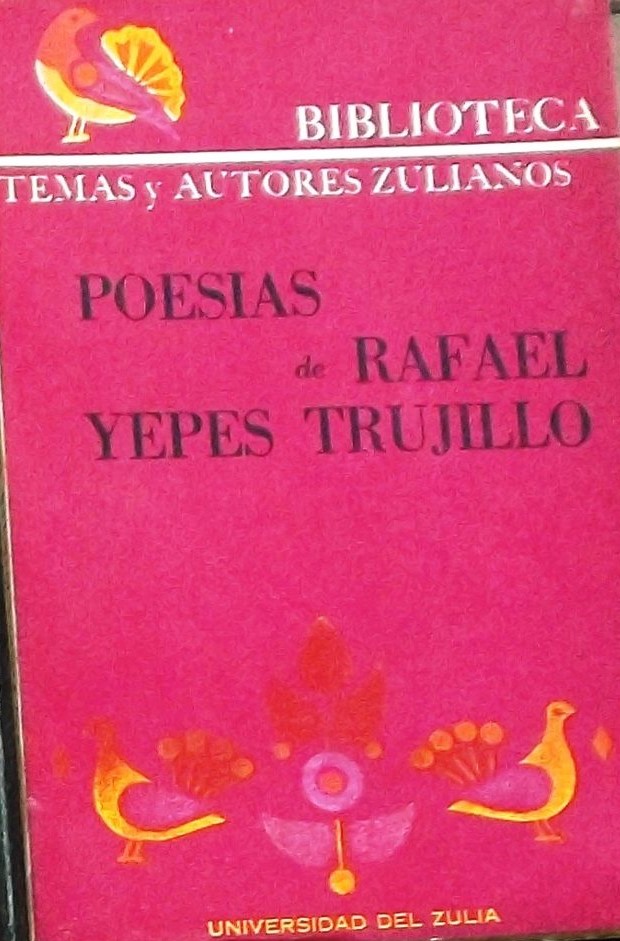 BIBLIOTECA
TEMAS y AUTORES ZULIANOS
POESIAS
de RAFAEL
YEPES TRUJILLO
UNIVERSIDAD DEL ZULIA